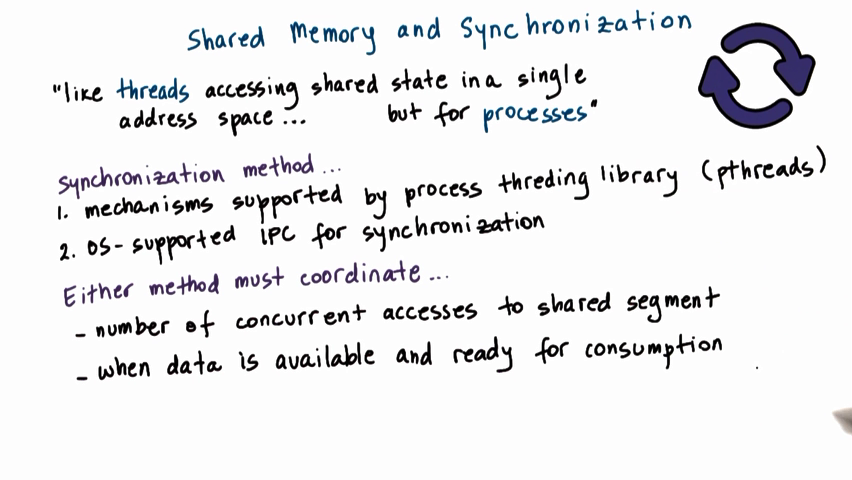 Shared Memory and Synchronization
"like threads accessing shared state in a single
address space... but for processes"
Synchronization method...
1. mechanisms supported by process threding library (pthreads)
2. OS-supported IPC for synchronization
Either method must coordinate...
- number of concurrent accesses to shared segment
- when data is available and ready for consumption